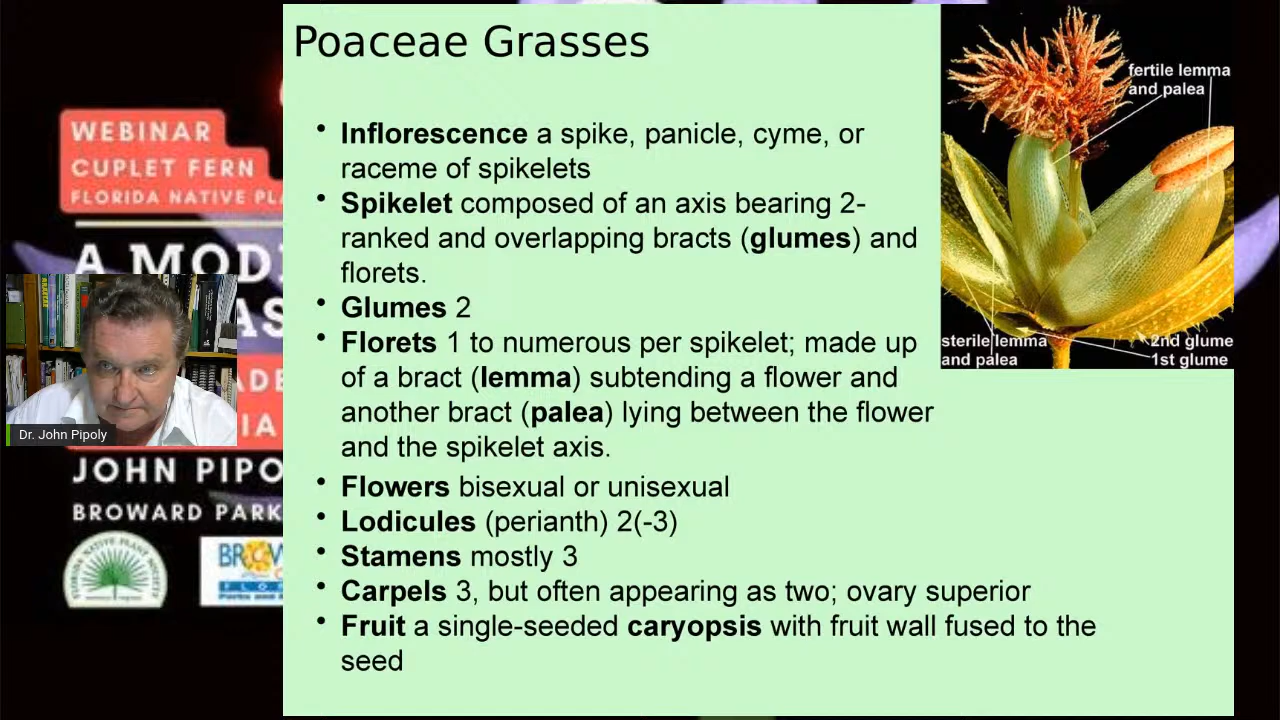 Poaceae Grasses
• Inflorescence a spike, panicle, cyme, or
raceme of spikelets
• Spikelet composed of an axis bearing 2-
ranked and overlapping bracts (glumes) and
florets.
• Glumes 2
• Florets 1 to numerous per spikelet; made up
of a bract (lemma) subtending a flower and
another bract (palea) lying between the flower
and the spikelet axis.
• Flowers bisexual or unisexual
• Lodicules (perianth) 2(-3)
• Stamens mostly 3
• Carpels 3, but often appearing as two; ovary superior
• Fruit a single-seeded caryopsis with fruit wall fused to the
seed
fertile lemma
and palea
sterile lemma
and palea
2nd glume
1st glume
WEBINAR
CUPLET FERN
FLORIDA NATIVE
A MOD
Dr. John Pipoly
JOHN PIPO
BROWARD PARK